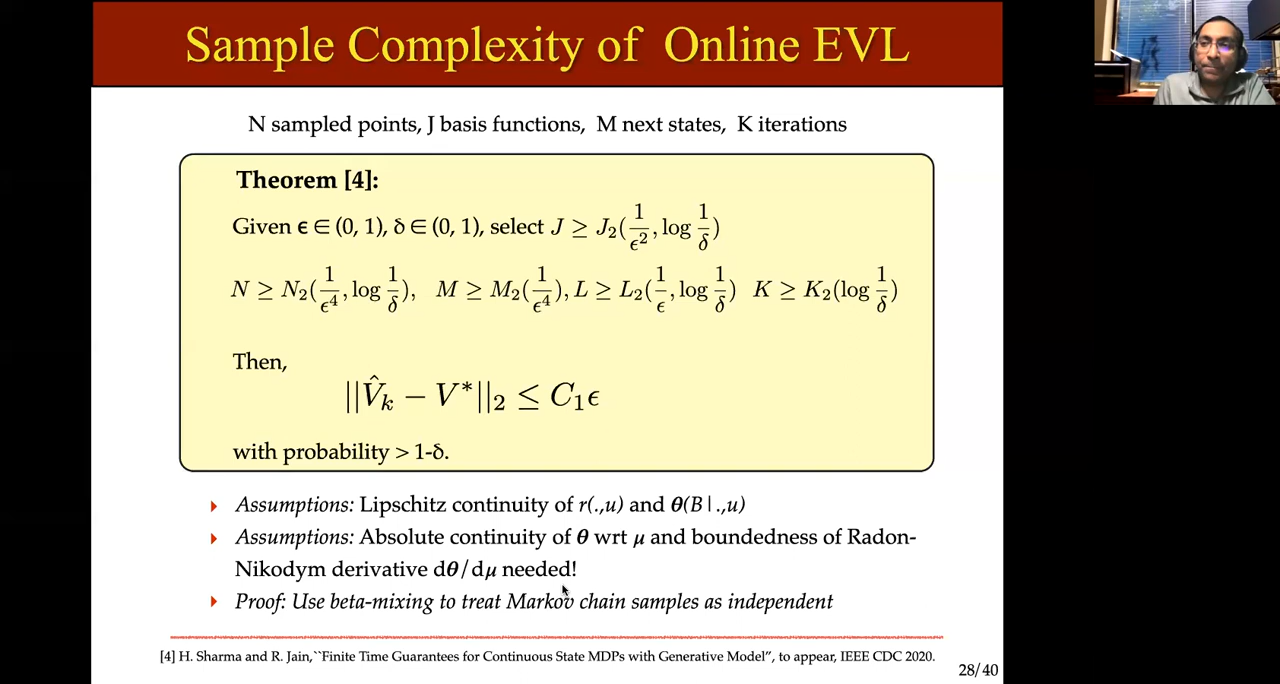 Sample Complexity of Online EVL
N sampled points, J basis functions, M next states, K iterations
Theorem [4]:
Given ϵ ∈ (0, 1), δ ∈ (0, 1), select J ≥ J₂(1/ϵ², log 1/δ)
N ≥ N₂(1/ϵ⁴, log 1/δ), M ≥ M₂(1/ϵ⁴), L ≥ L₂(1/ϵ, log 1/δ) K ≥ K₂(log 1/δ)
Then,
||V̂ₖ − V*||₂ ≤ C₁ϵ
with probability > 1-δ.
Assumptions: Lipschitz continuity of r(.,u) and θ(B|.,u)
Assumptions: Absolute continuity of θ wrt μ and boundedness of Radon-
Nikodym derivative dθ/dμ needed!
Proof: Use beta-mixing to treat Markov chain samples as independent
[4] H. Sharma and R. Jain,``Finite Time Guarantees for Continuous State MDPs with Generative Model”, to appear, IEEE CDC 2020.
28/40